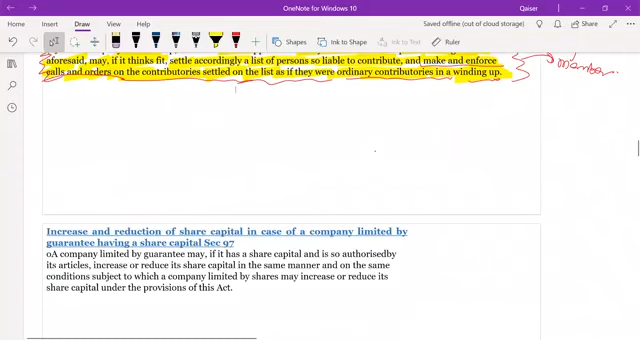 OneNote for Windows 10
Qaiser
Saved offline (out of cloud storage)
Home
Insert
Draw
View
Help
Share
Shapes
Ink to Shape
Ink to Text
Math
Ruler
aforesaid, may, if it thinks fit, settle accordingly a list of persons so liable to contribute, and make and enforce
calls and orders on the contributories settled on the list as if they were ordinary contributories in a winding up.
member
Increase and reduction of share capital in case of a company limited by
guarantee having a share capital Sec 97
oA company limited by guarantee may, if it has a share capital and is so authorisedby
its articles, increase or reduce its share capital in the same manner and on the same
conditions subject to which a company limited by shares may increase or reduce its
share capital under the provisions of this Act.